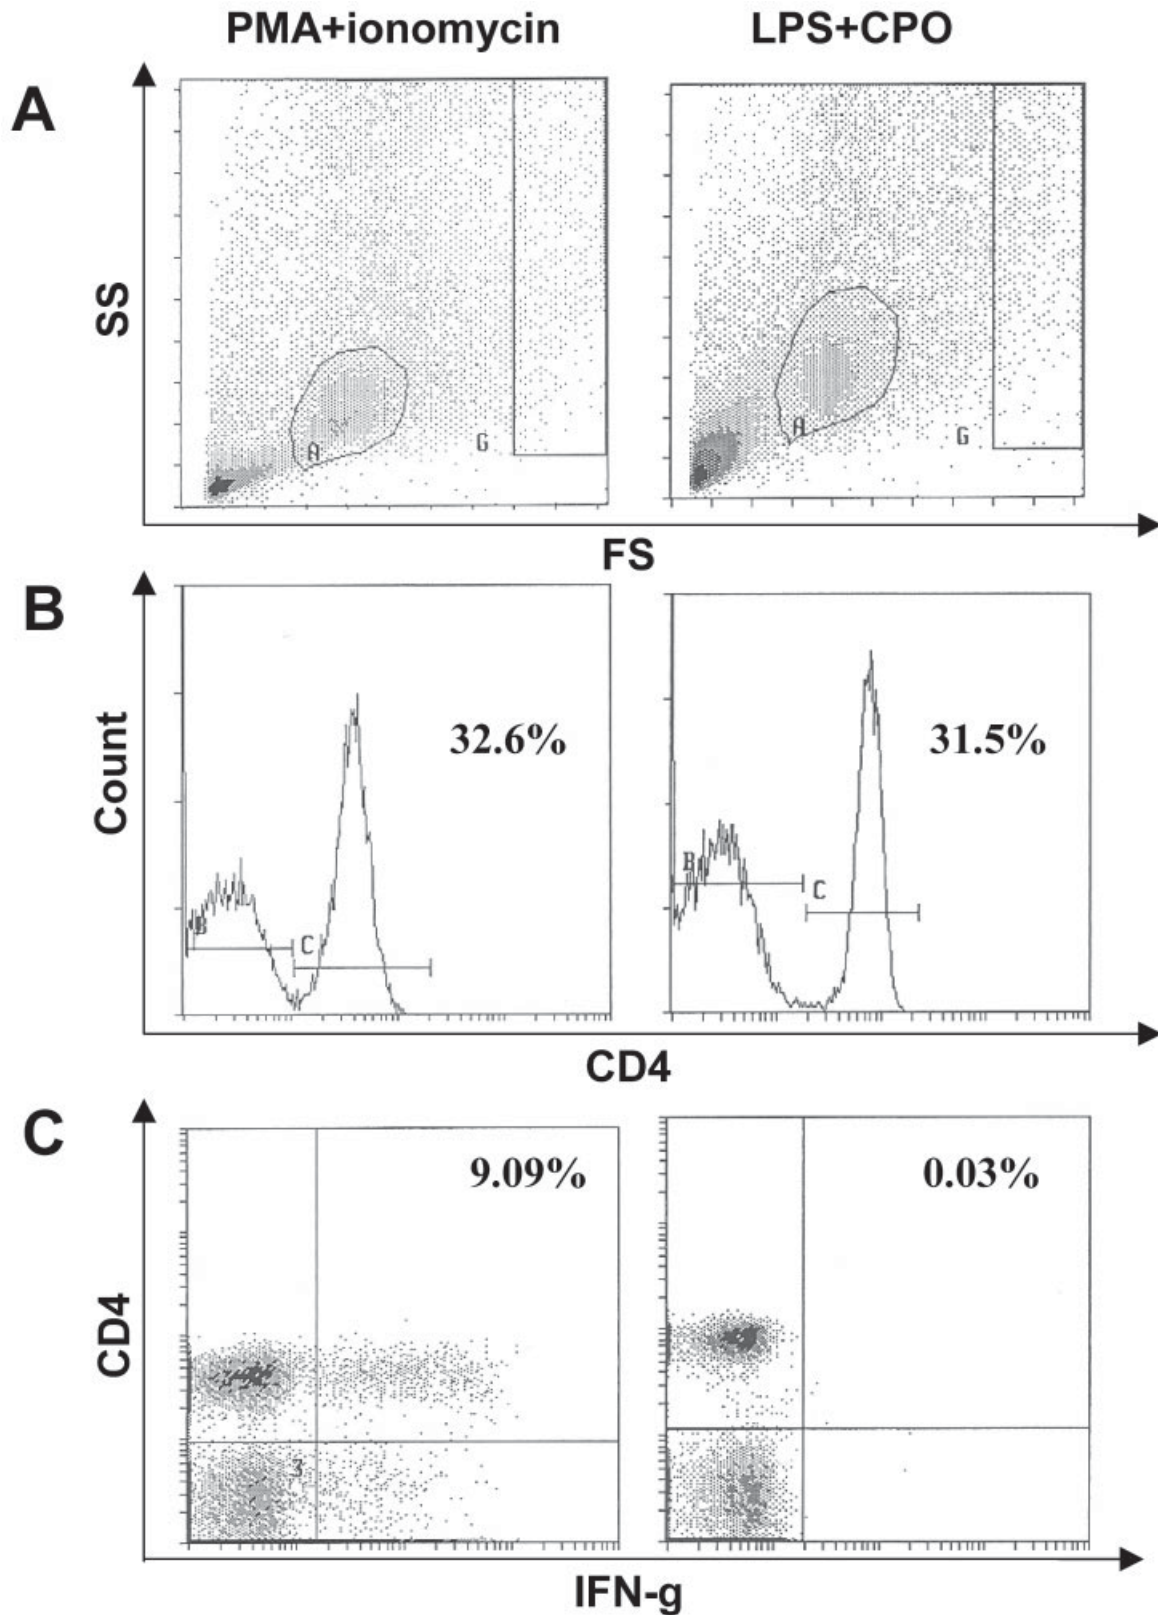 PMA+ionomycin LPS+CPO
A
SS
A G
A G
FS
B
Count
32.6% 31.5%
B C
B C
CD4
C
CD4
9.09% 0.03%
3
IFN-g